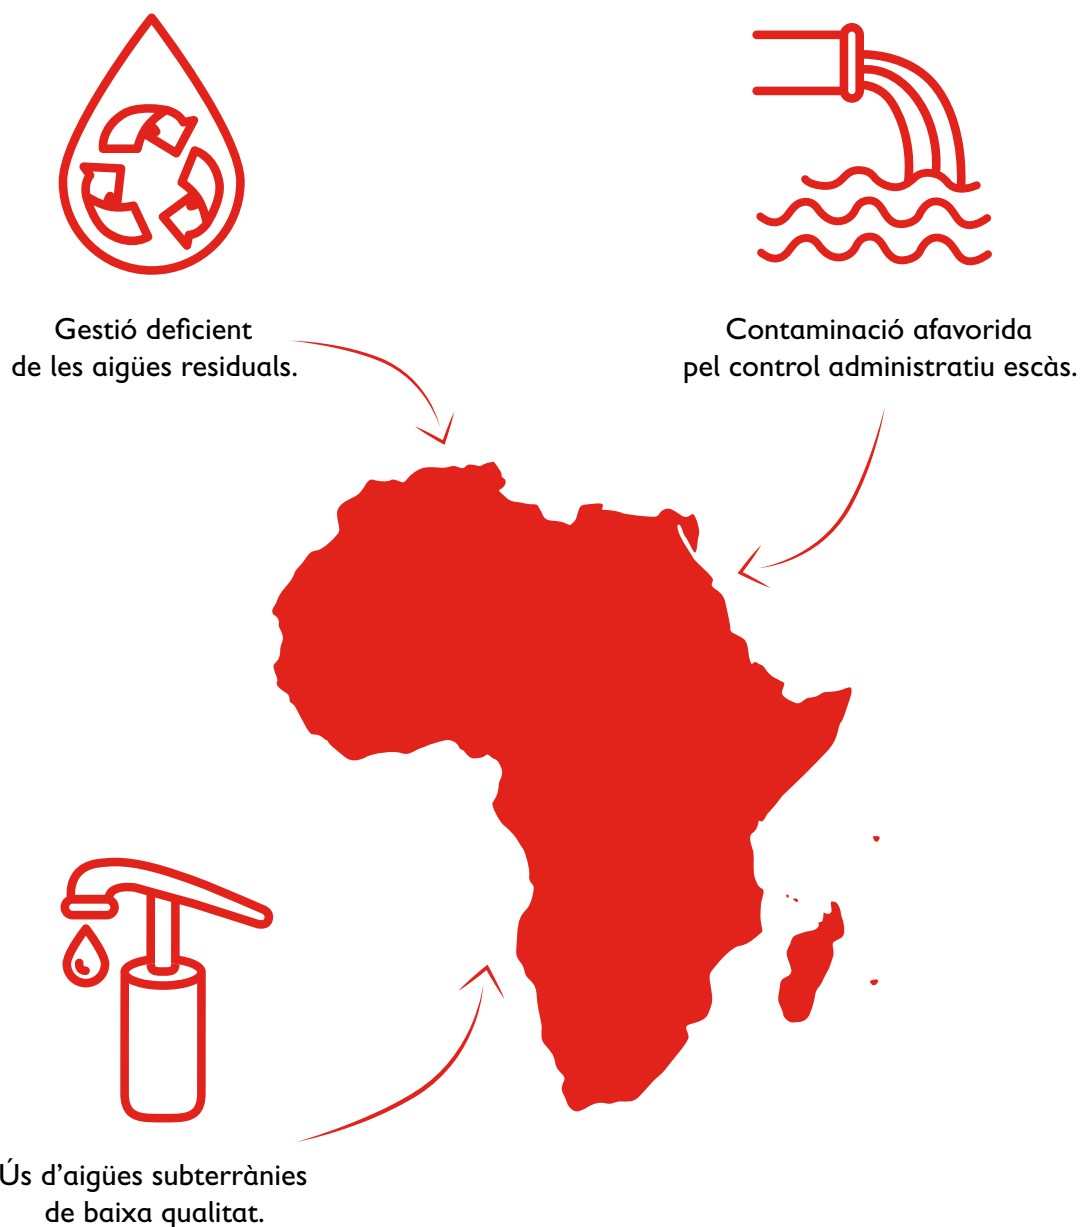 Gestió deficient
de les aigües residuals.
Contaminació afavorida
pel control administratiu escàs.
Ús d’aigües subterrànies
de baixa qualitat.